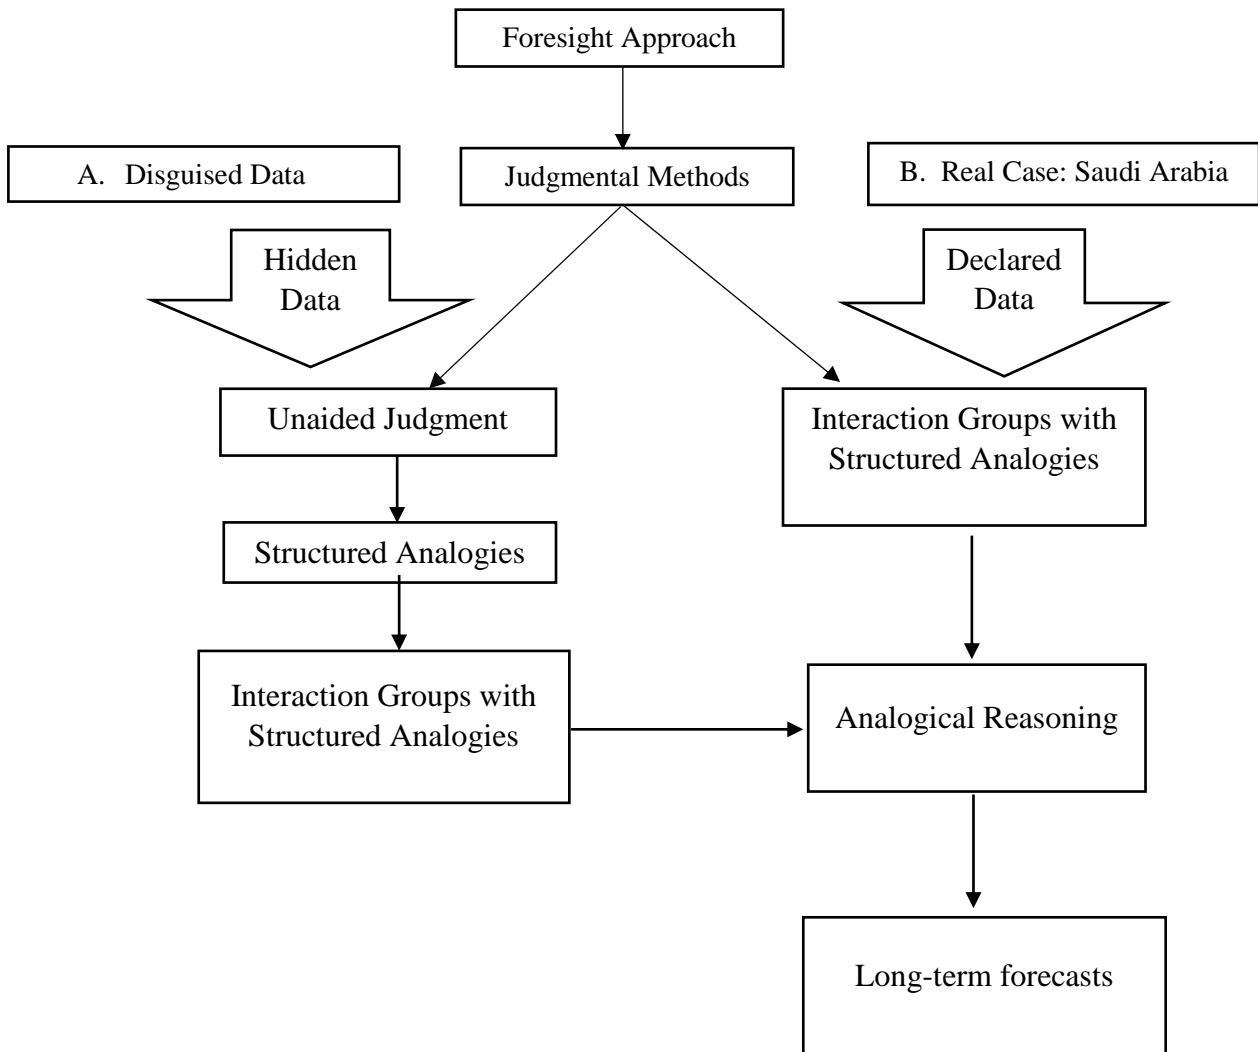 Foresight Approach
A. Disguised Data
Judgmental Methods
B. Real Case: Saudi Arabia
Hidden
Data
Declared
Data
Unaided Judgment
Interaction Groups with
Structured Analogies
Structured Analogies
Interaction Groups with
Structured Analogies
Analogical Reasoning
Long-term forecasts